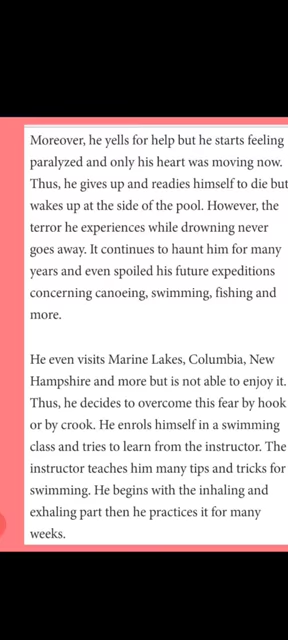 Moreover, he yells for help but he starts feeling
paralyzed and only his heart was moving now.
Thus, he gives up and readies himself to die but
wakes up at the side of the pool. However, the
terror he experiences while drowning never
goes away. It continues to haunt him for many
years and even spoiled his future expeditions
concerning canoeing, swimming, fishing and
more.

He even visits Marine Lakes, Columbia, New
Hampshire and more but is not able to enjoy it.
Thus, he decides to overcome this fear by hook
or by crook. He enrols himself in a swimming
class and tries to learn from the instructor. The
instructor teaches him many tips and tricks for
swimming. He begins with the inhaling and
exhaling part then he practices it for many
weeks.